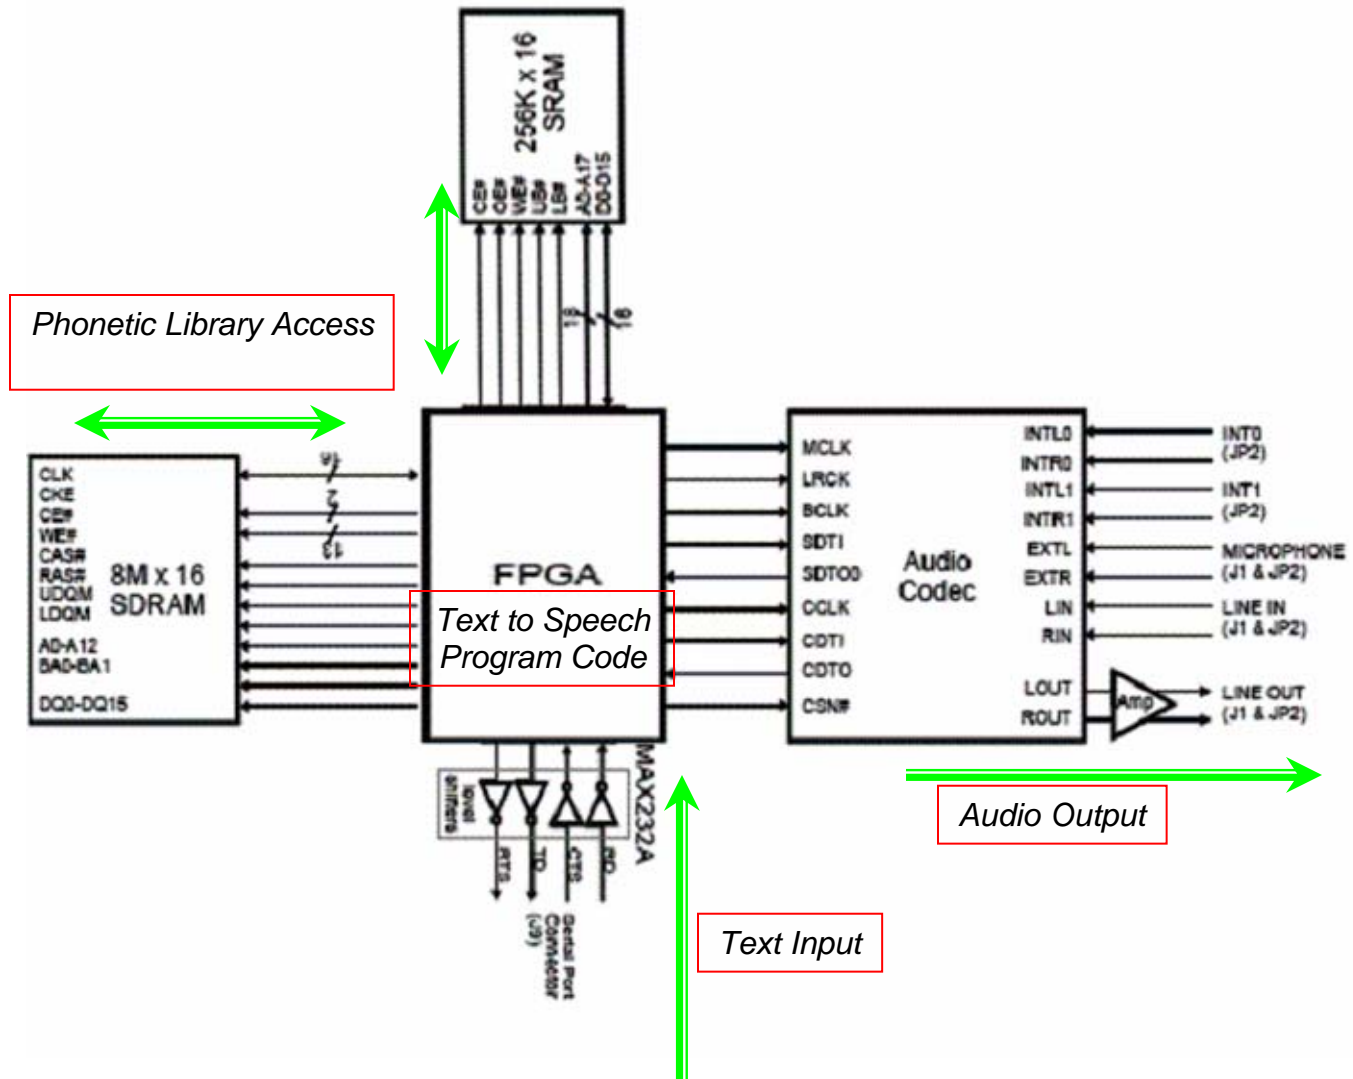 256K x 16
SRAM
CE#
OE#
WE#
UB#
LB#
A0-A17
D0-D15
18
16
Phonetic Library Access
CLK
CKE
CE#
WE#
CAS#
RAS#
UDQM
LDQM
A0-A12
BA0-BA1
DQ0-DQ15
8M x 16
SDRAM
16
2
13
FPGA
Text to Speech
Program Code
MCLK
LRCK
BCLK
SDTI
SDTO0
CCLK
CDTI
CDTO
CSN#
Audio
Codec
INTL0
INTR0
INTL1
INTR1
EXTL
EXTR
LIN
RIN
LOUT
ROUT
Amp
INT0
(JP2)
INT1
(JP2)
MICROPHONE
(J1 & JP2)
LINE IN
(J1 & JP2)
LINE OUT
(J1 & JP2)
level
shifters
MAX232A
RTS
TD
CTS
RD
Serial Port
Connector
(J9)
Audio Output
Text Input